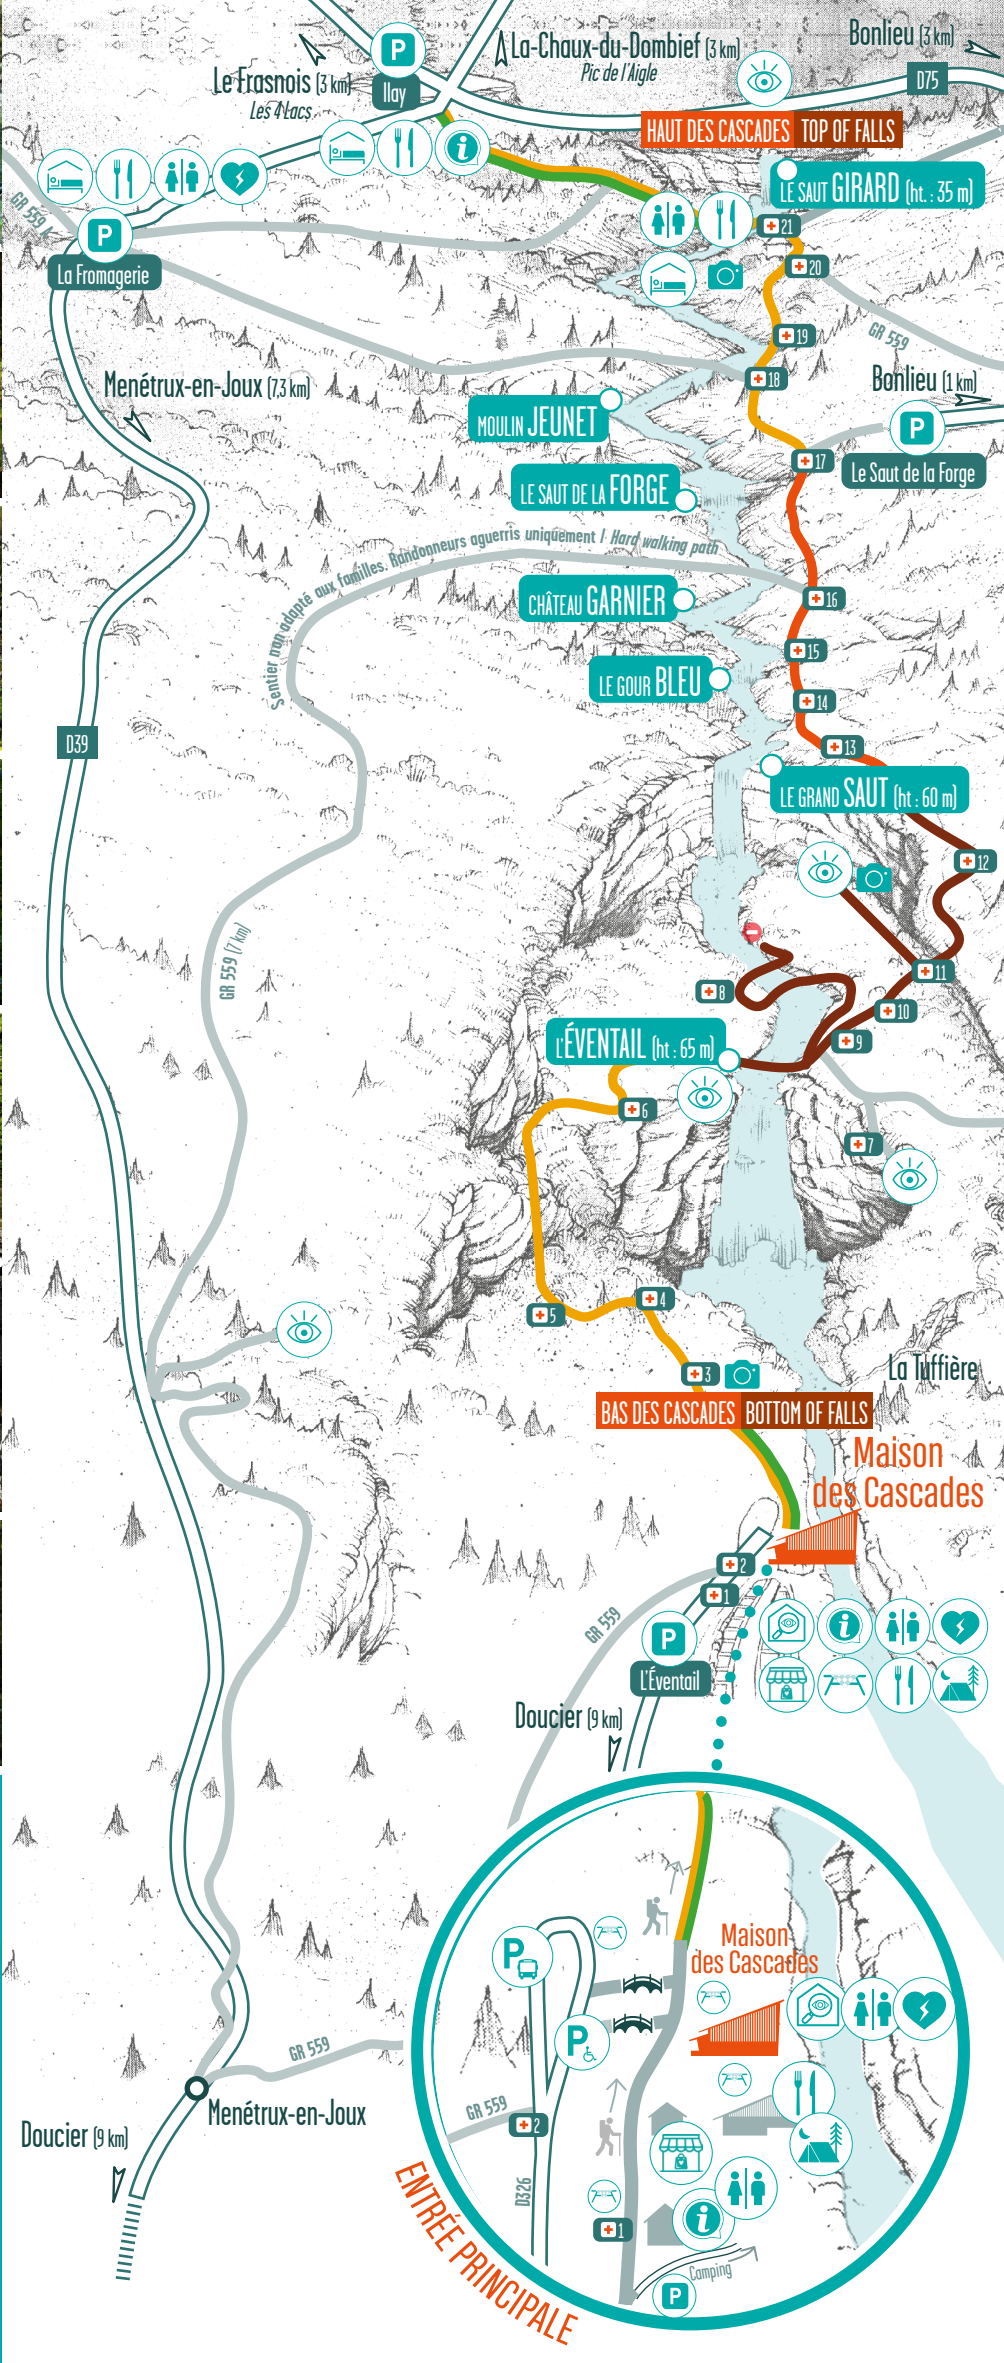 Bonlieu (3 km)
La-Chaux-du-Dombief (3 km)
Pic de l'Aigle
P
Ilay
Le Frasnois (3 km)
Les 4 Lacs
D75
HAUT DES CASCADES TOP OF FALLS
i
LE SAUT GIRARD (ht. : 35 m)
GR 559 A
P
La Fromagerie
21
20
19
GR 559
18
Menétrux-en-Joux (7,3 km)
Bonlieu (1 km)
P
MOULIN JEUNET
17
Le Saut de la Forge
LE SAUT DE LA FORGE
Sentier non adapté aux familles. Randonneurs aguerris uniquement / Hard walking path
CHÂTEAU GARNIER
16
15
LE GOUR BLEU
14
D39
13
LE GRAND SAUT (ht : 60 m)
12
GR 559 (7 km)
11
8
10
9
L'ÉVENTAIL (ht : 65 m)
6
7
4
5
3
La Tuffière
BAS DES CASCADES BOTTOM OF FALLS
Maison
des Cascades
2
1
GR 559
P
i
L'Éventail
Doucier (9 km)
P
Maison
des Cascades
P
GR 559
GR 559
2
Menétrux-en-Joux
Doucier (9 km)
D326
1
i
Camping
P
ENTRÉE PRINCIPALE